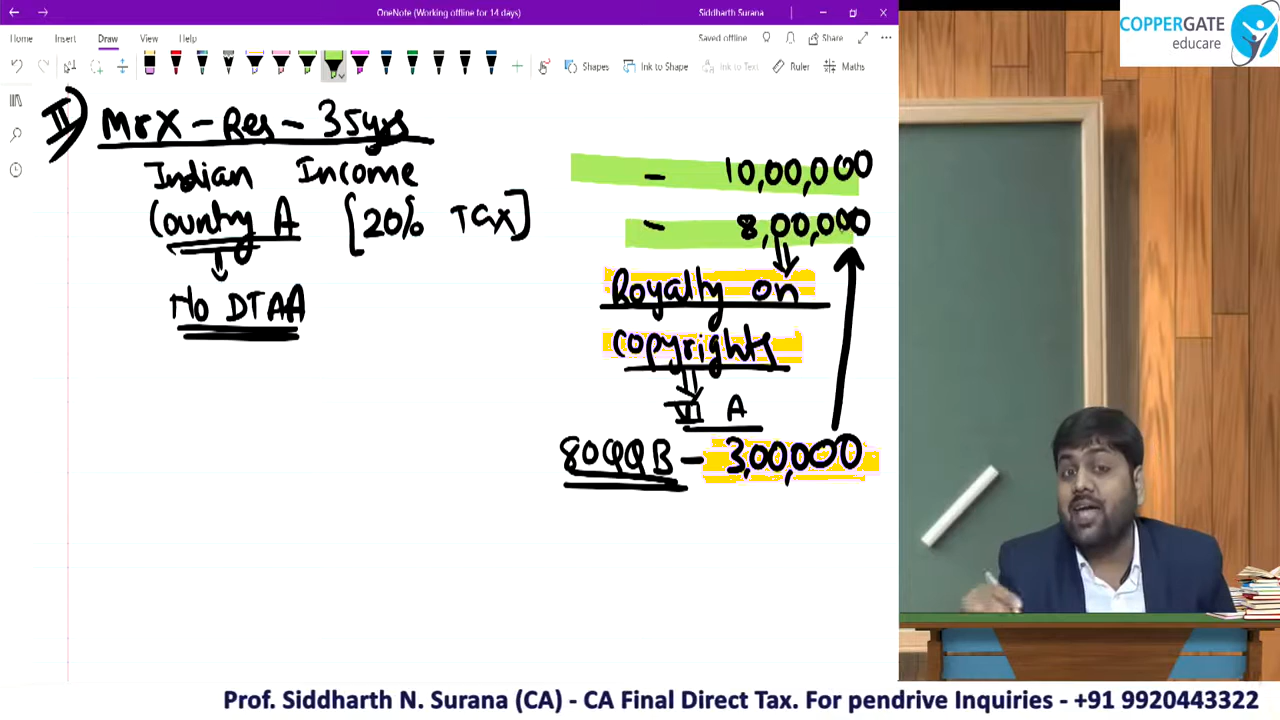 OneNote (Working offline for 14 days)
Siddharth Surana
Home Insert Draw View Help
Saved offline
Share
Shapes
Ink to Shape
Ink to Text
Ruler
Maths
COPPERGATE
educare
II) Mr X - Res - 35yrs
Indian Income - 10,00,000
Country A [20% Tax] - 8,00,000
No DTAA
Royalty on
Copyrights
VI A
80QQB - 3,00,000
Prof. Siddharth N. Surana (CA) - CA Final Direct Tax. For pendrive Inquiries - +91 9920443322